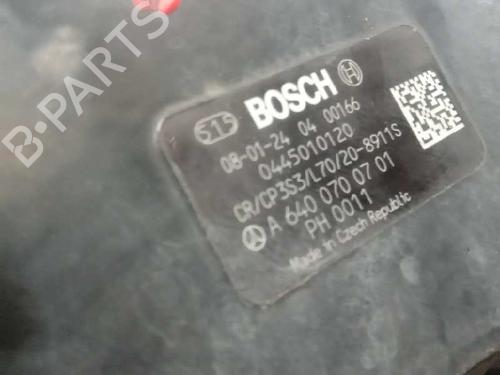 B-PARTS
515 BOSCH
08-01-24 04 00166
0445010120
CR/CP3S3/L70/20-8911S
A 640 070 07 01
PH 0011
Made in Czech Republic